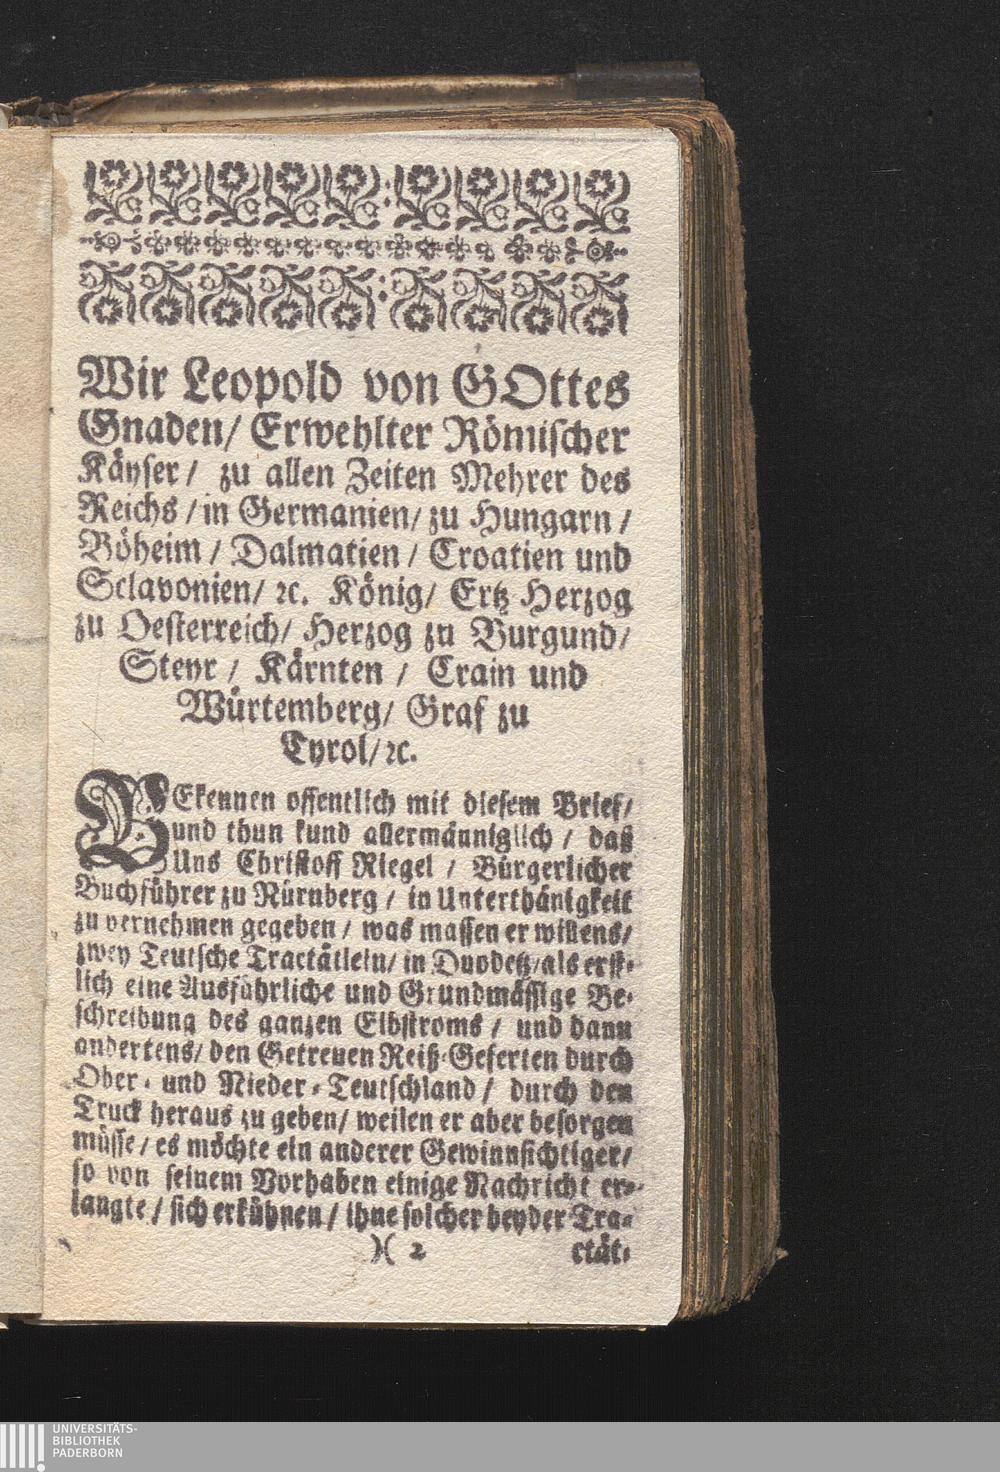 Wir Leopold von GOttes
Gnaden/ Erwehlter Römischer
Käyser/ zu allen Zeiten Mehrer des
Reichs/ in Germanien/ zu Hungarn/
Böheim/ Dalmatien/ Croatien und
Sclavonien/ ꝛc. König/ Ertz Herzog
zu Oesterreich/ Herzog zu Burgund/
Steyr/ Kärnten/ Crain und
Würtemberg/ Graf zu
Tyrol/ ꝛc.
BEkennen offentlich mit diesem Brief/
und thun kund allermänniglich/ daß
Uns Christoff Riegel/ Bürgerlicher
Buchführer zu Nürnberg/ in Unterthänigkeit
zu vernehmen gegeben/ was massen er willens/
zwey Teutsche Tractätlein/ in Duodetz/ als erst-
lich eine Ausführliche und Grundmässige Be-
schreibung des ganzen Elbstroms/ und dann
andertens/ den Getreuen Reiß-Geferten durch
Ober- und Nieder-Teutschland/ durch den
Truck heraus zu geben/ weilen er aber besorgen
müsse/ es möchte ein anderer Gewinnsichtiger/
so von seinem Vorhaben einige Nachricht er-
langte/ sich erkühnen/ ihne solcher beyder Tra-
)( 2 ctät-
UNIVERSITÄTS-
BIBLIOTHEK
PADERBORN